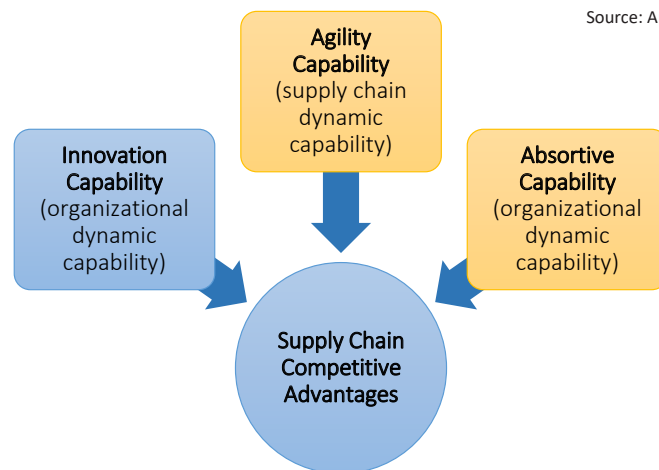 Source: A
Agility
Capability
(supply chain
dynamic
capability)
Innovation
Capability
(organizational
dynamic
capability)
Absortive
Capability
(organizational
dynamic
capability)
Supply Chain
Competitive
Advantages